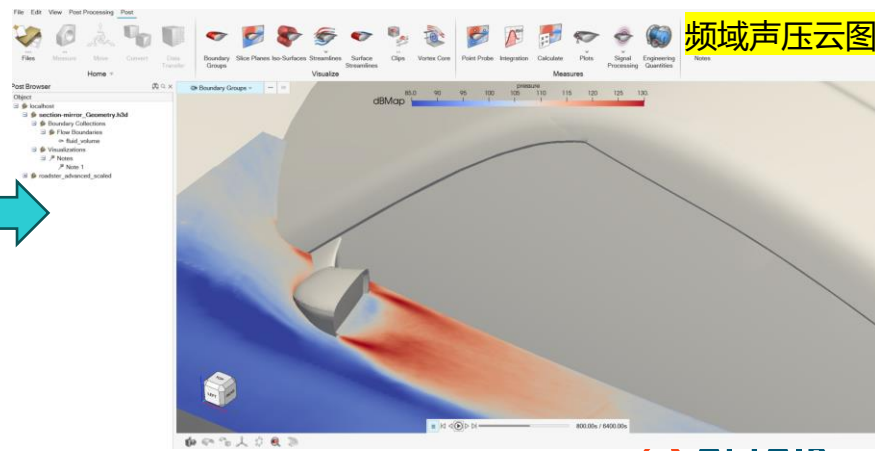 File Edit View Post Processing Post
频域声压云图
Files Measure Move Convert Data Transfer
Boundary Groups Slice Planes Iso-Surfaces Streamlines Surface Streamlines Clips Vortex Core Point Probe Integration Calculate Plots Signal Processing Engineering Quantities Notes
Home Visualize Measures
Post Browser
Boundary Groups
Object
localhost
section-mirror_Geometry.h3d
Boundary Collections
Flow Boundaries
fluid_volume
Visualizations
Notes
Note 1
roadster_advanced_scaled
pressure
dBMap
85.0 90 95 100 105 110 115 120 125 130.
LEFT
800.00s / 6400.00s